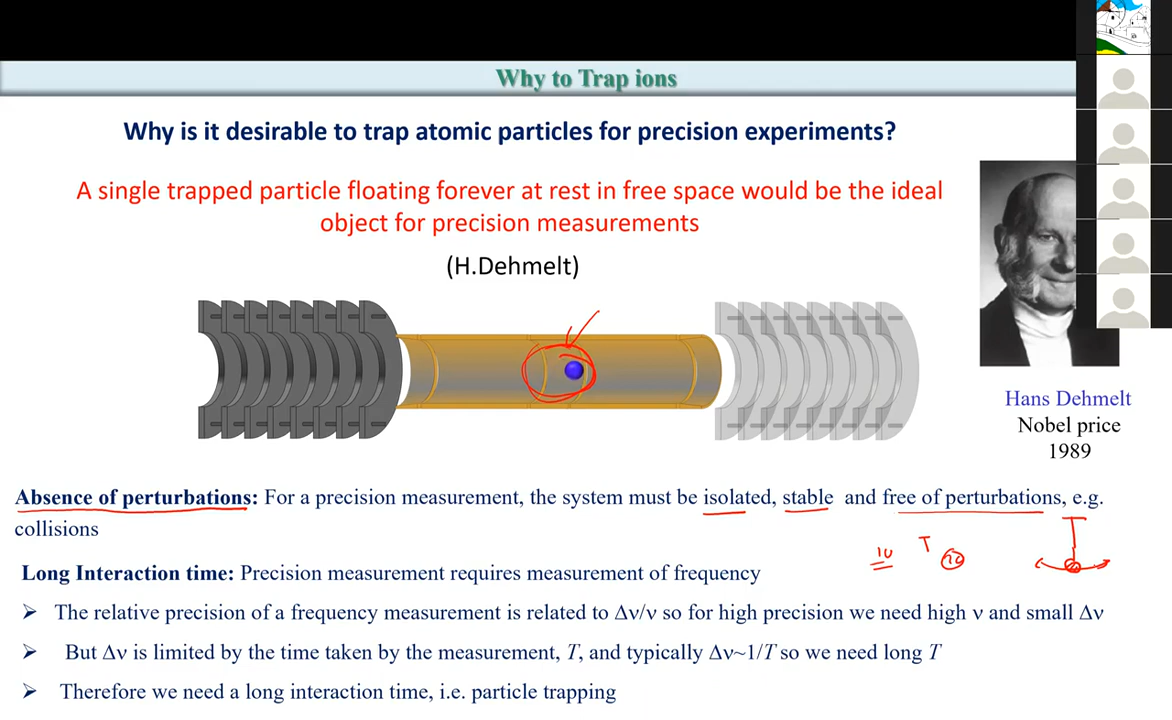 Why to Trap ions
Why is it desirable to trap atomic particles for precision experiments?
A single trapped particle floating forever at rest in free space would be the ideal
object for precision measurements
(H.Dehmelt)
Hans Dehmelt
Nobel price
1989
Absence of perturbations: For a precision measurement, the system must be isolated, stable and free of perturbations, e.g.
collisions
10 T 10
Long Interaction time: Precision measurement requires measurement of frequency
➢ The relative precision of a frequency measurement is related to Δν/ν so for high precision we need high ν and small Δν
➢ But Δν is limited by the time taken by the measurement, T, and typically Δν~1/T so we need long T
➢ Therefore we need a long interaction time, i.e. particle trapping